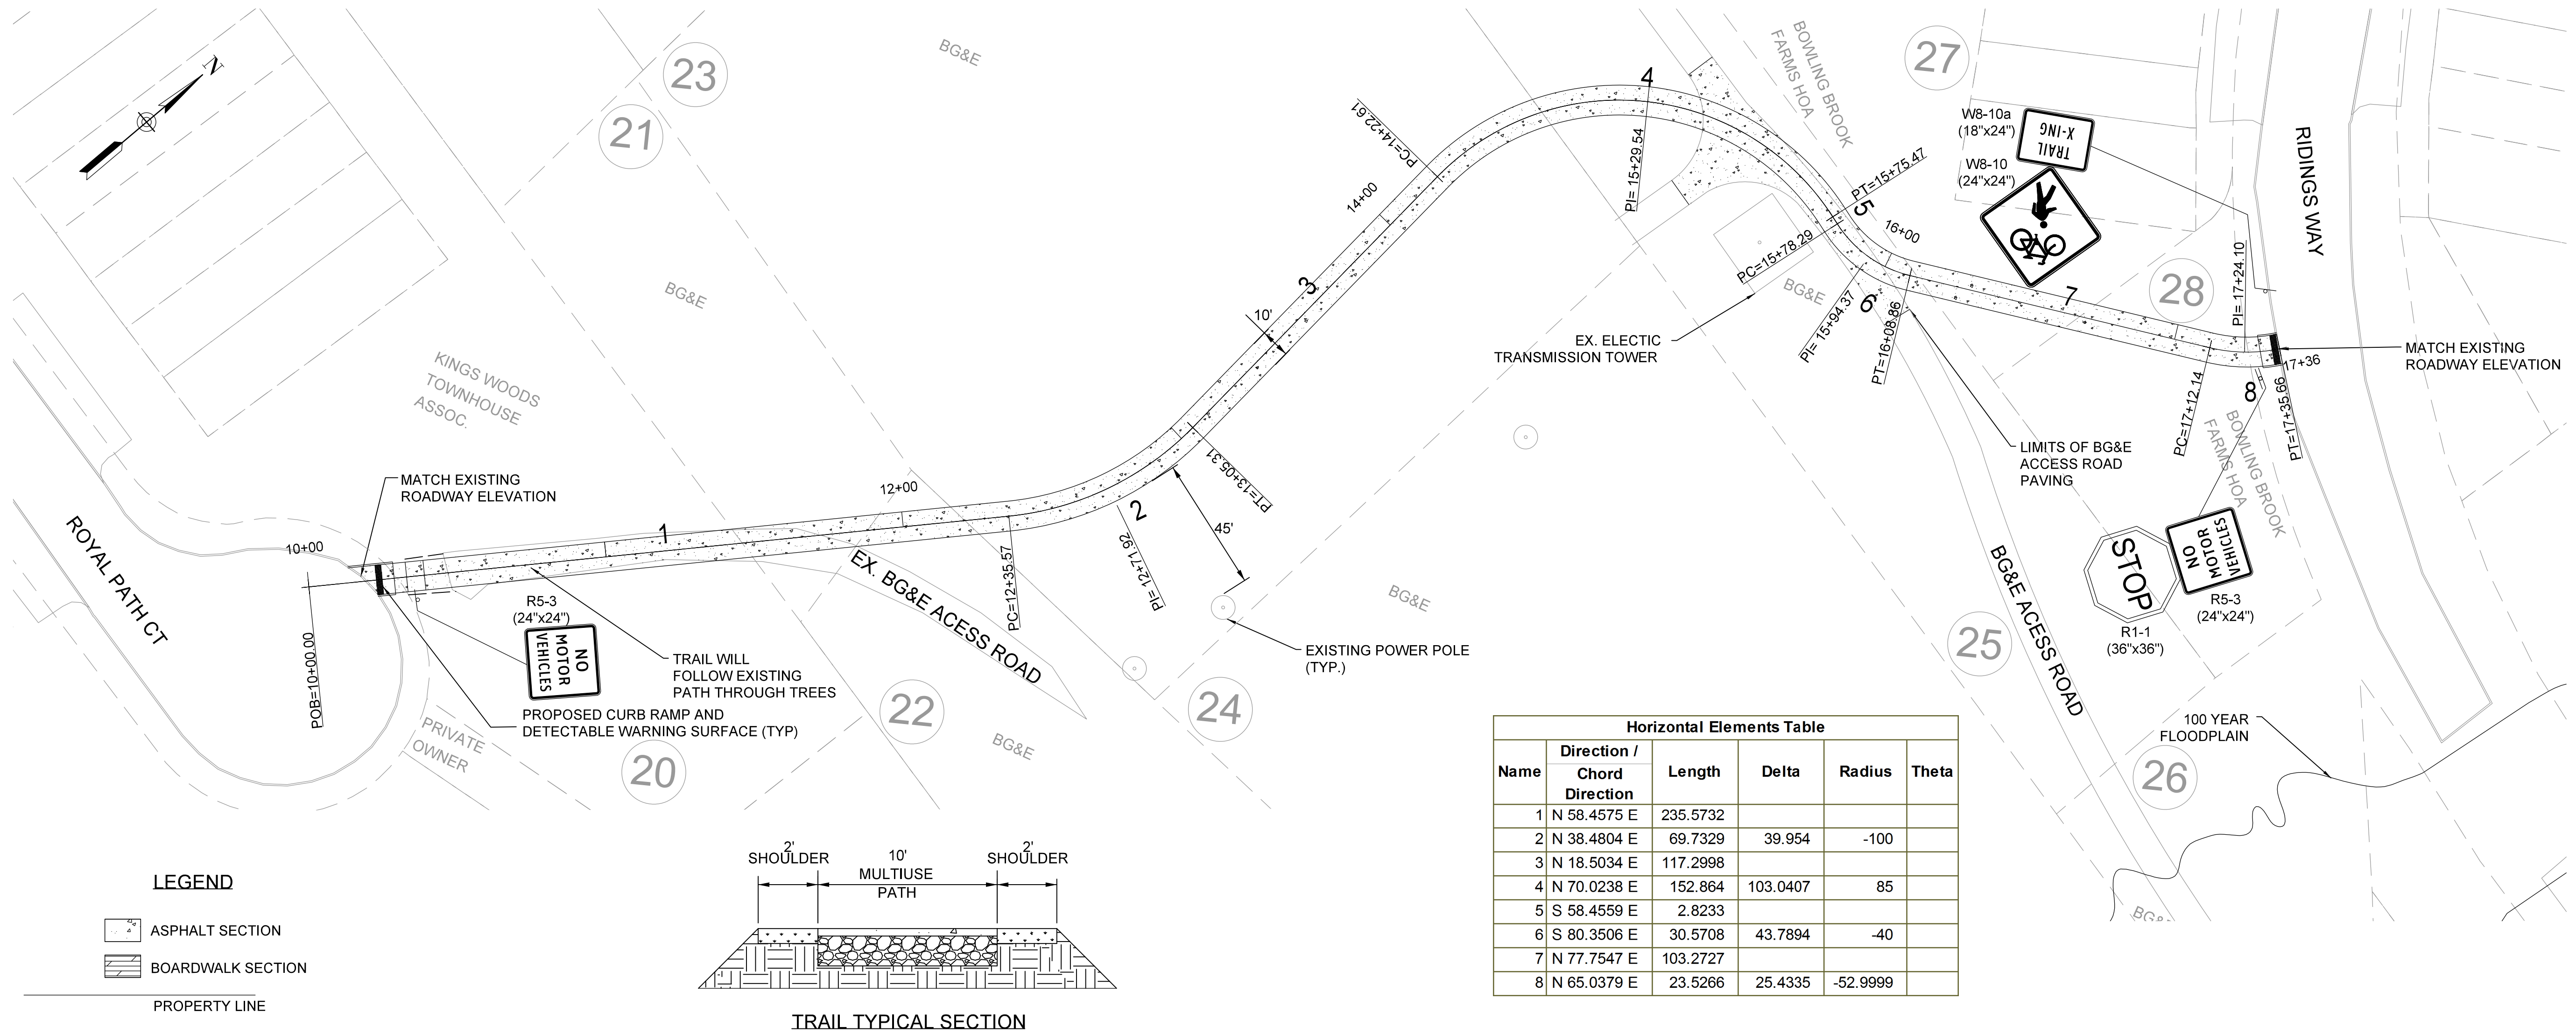 N
23
21
BG&E
BG&E
KINGS WOODS
TOWNHOUSE
ASSOC.
MATCH EXISTING
ROADWAY ELEVATION
10+00
ROYAL PATH CT
POB=10+00.00
1
R5-3
(24"x24")
NO
MOTOR
VEHICLES
TRAIL WILL
FOLLOW EXISTING
PATH THROUGH TREES
PROPOSED CURB RAMP AND
DETECTABLE WARNING SURFACE (TYP)
PRIVATE
OWNER
20
22
12+00
EX. BG&E ACESS ROAD
PC=12+35.57
2
PI= 12+71.92
PT=13+05.31
45'
EXISTING POWER POLE
(TYP.)
24
BG&E
BG&E
10'
3
14+00
PC=14+22.61
4
PI= 15+29.54
BOWLING BROOK
FARMS HOA
27
PT=15+75.47
5
PC=15+78.29
16+00
BG&E
EX. ELECTIC
TRANSMISSION TOWER
PI= 15+94.37
6
PT=16+08.86
7
W8-10a
(18"x24")
TRAIL
X-ING
W8-10
(24"x24")
28
RIDINGS WAY
PI= 17+24.10
17+36
MATCH EXISTING
ROADWAY ELEVATION
8
PC=17+12.14
PT=17+35.66
BOWLING BROOK
FARMS HOA
LIMITS OF BG&E
ACCESS ROAD
PAVING
STOP
NO
MOTOR
VEHICLES
R5-3
(24"x24")
R1-1
(36"x36")
25
BG&E ACESS ROAD
26
100 YEAR
FLOODPLAIN
BG&E
Horizontal Elements Table
Name Direction / Chord Direction Length Delta Radius Theta
1 N 58.4575 E 235.5732
2 N 38.4804 E 69.7329 39.954 -100
3 N 18.5034 E 117.2998
4 N 70.0238 E 152.864 103.0407 85
5 S 58.4559 E 2.8233
6 S 80.3506 E 30.5708 43.7894 -40
7 N 77.7547 E 103.2727
8 N 65.0379 E 23.5266 25.4335 -52.9999
LEGEND
ASPHALT SECTION
BOARDWALK SECTION
PROPERTY LINE
2'
SHOULDER
10'
MULTIUSE
PATH
2'
SHOULDER
TRAIL TYPICAL SECTION